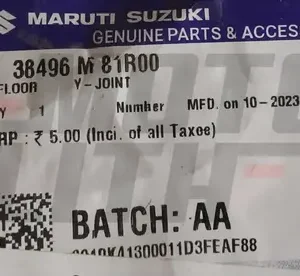 MARUTI SUZUKI
GENUINE PARTS & ACCES
38496 M 81R00
FLOOR Y-JOINT
Y 1 Number MFD. on 10-2023
RP : ₹ 5.00 (Incl. of all Taxee)
BATCH: AA